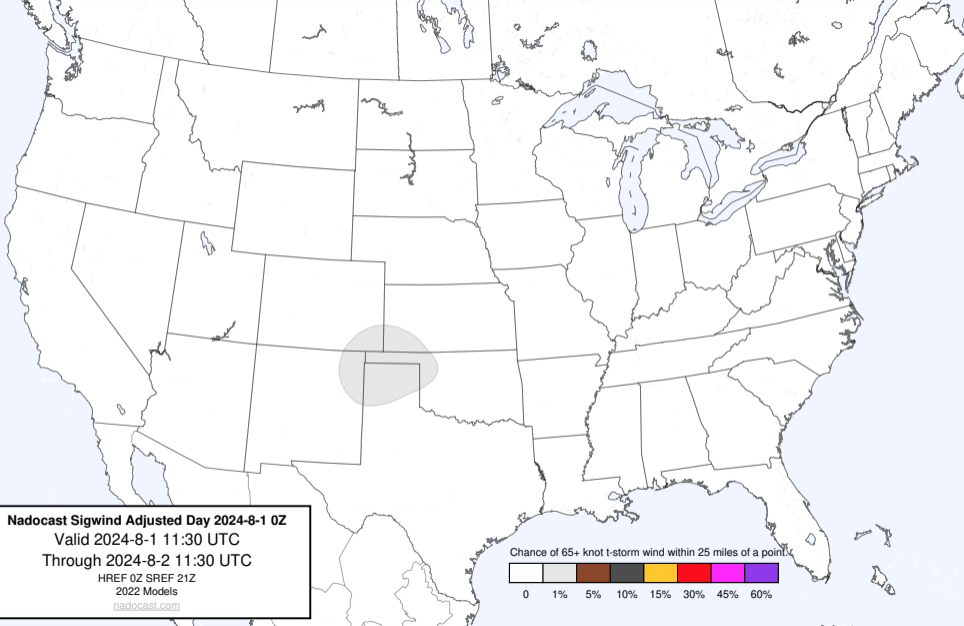 Nadocast Sigwind Adjusted Day 2024-8-1 0Z
Valid 2024-8-1 11:30 UTC
Through 2024-8-2 11:30 UTC
HREF 0Z SREF 21Z
2022 Models
nadocast.com
Chance of 65+ knot t-storm wind within 25 miles of a point.
0 1% 5% 10% 15% 30% 45% 60%